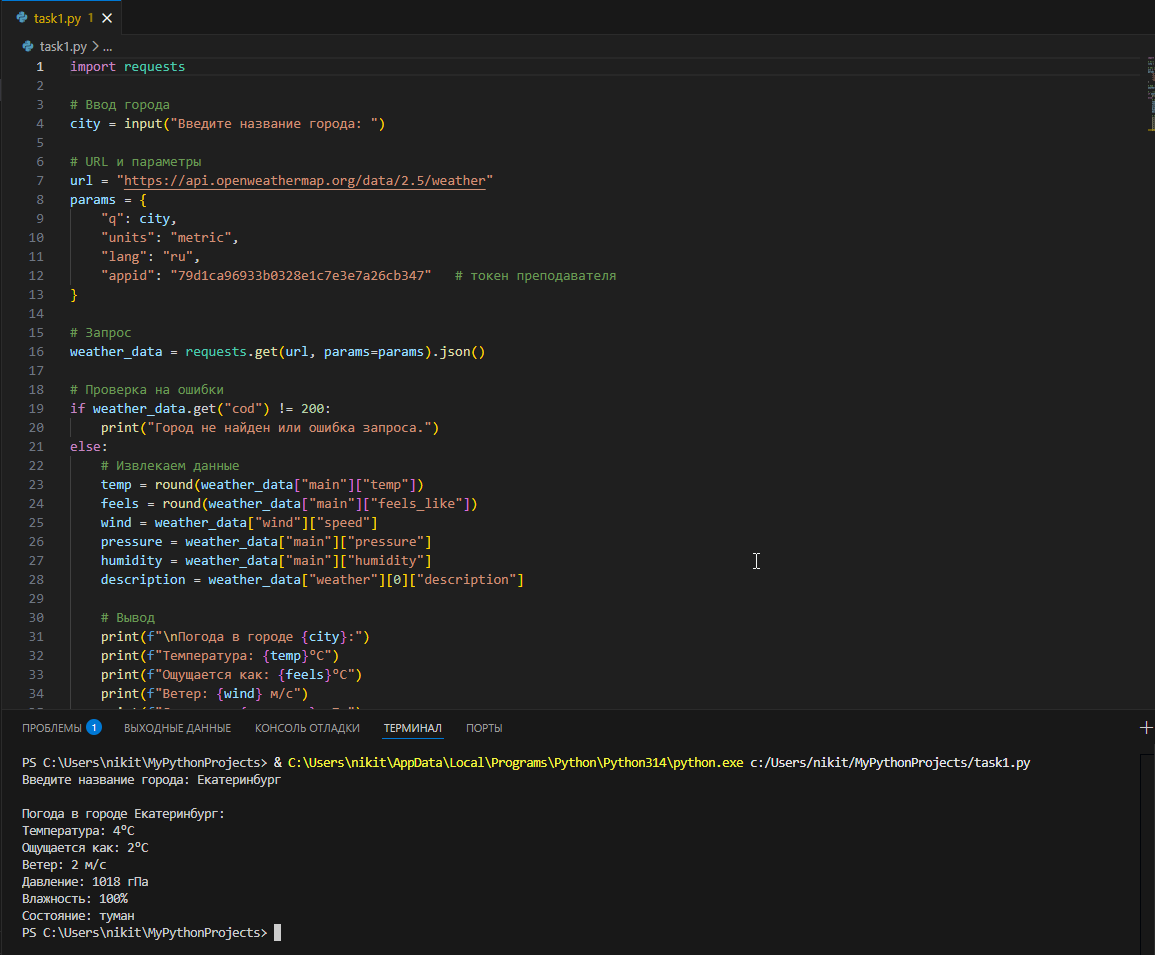 task1.py 1
task1.py > ...
1 import requests
2
3 # Ввод города
4 city = input("Введите название города: ")
5
6 # URL и параметры
7 url = "https://api.openweathermap.org/data/2.5/weather"
8 params = {
9     "q": city,
10     "units": "metric",
11     "lang": "ru",
12     "appid": "79d1ca96933b0328e1c7e3e7a26cb347"   # токен преподавателя
13 }
14
15 # Запрос
16 weather_data = requests.get(url, params=params).json()
17
18 # Проверка на ошибки
19 if weather_data.get("cod") != 200:
20     print("Город не найден или ошибка запроса.")
21 else:
22     # Извлекаем данные
23     temp = round(weather_data["main"]["temp"])
24     feels = round(weather_data["main"]["feels_like"])
25     wind = weather_data["wind"]["speed"]
26     pressure = weather_data["main"]["pressure"]
27     humidity = weather_data["main"]["humidity"]
28     description = weather_data["weather"][0]["description"]
29
30     # Вывод
31     print(f"\nПогода в городе {city}:")
32     print(f"Температура: {temp}°C")
33     print(f"Ощущается как: {feels}°C")
34     print(f"Ветер: {wind} м/с")
ПРОБЛЕМЫ 1 ВЫХОДНЫЕ ДАННЫЕ КОНСОЛЬ ОТЛАДКИ ТЕРМИНАЛ ПОРТЫ
PS C:\Users\nikit\MyPythonProjects> & C:\Users\nikit\AppData\Local\Programs\Python\Python314\python.exe c:/Users/nikit/MyPythonProjects/task1.py
Введите название города: Екатеринбург
Погода в городе Екатеринбург:
Температура: 4°C
Ощущается как: 2°C
Ветер: 2 м/с
Давление: 1018 гПа
Влажность: 100%
Состояние: туман
PS C:\Users\nikit\MyPythonProjects>